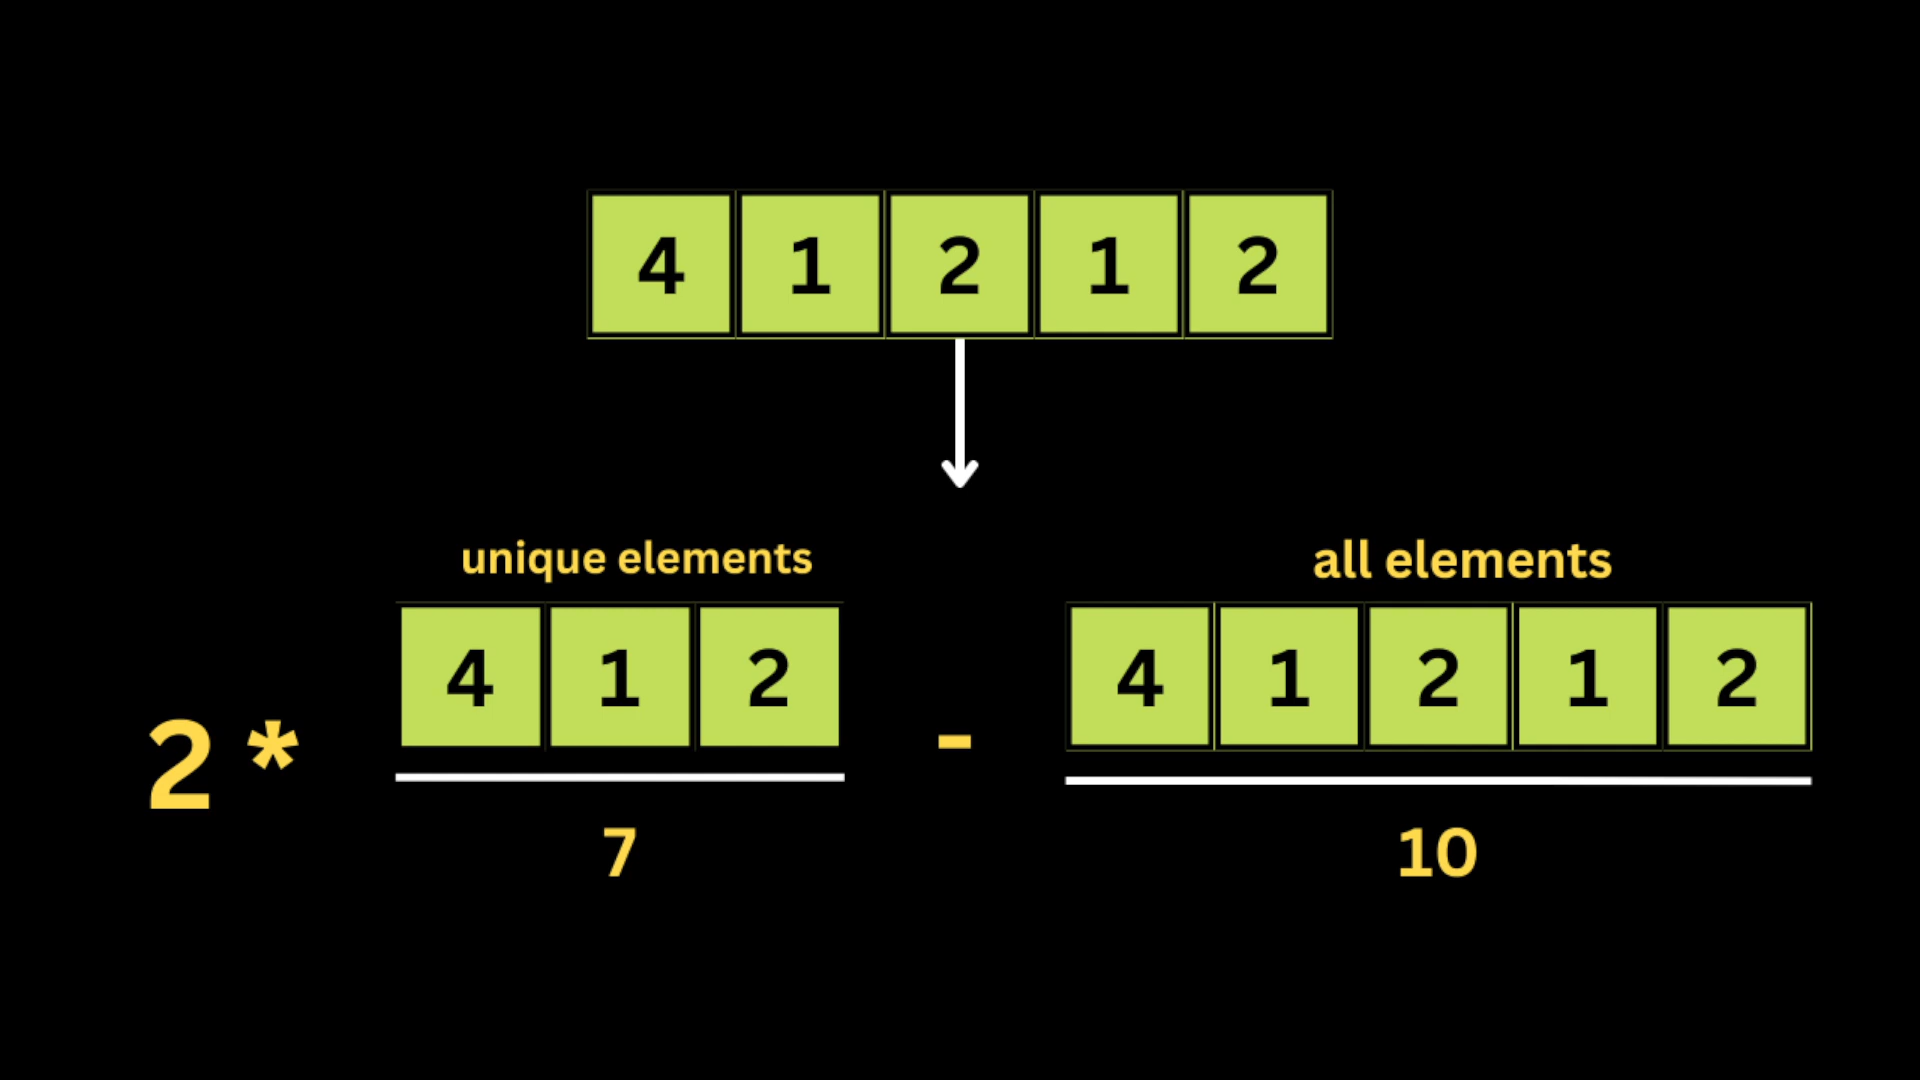 4 1 2 1 2
unique elements
all elements
4 1 2
4 1 2 1 2
2 *
-
7
10